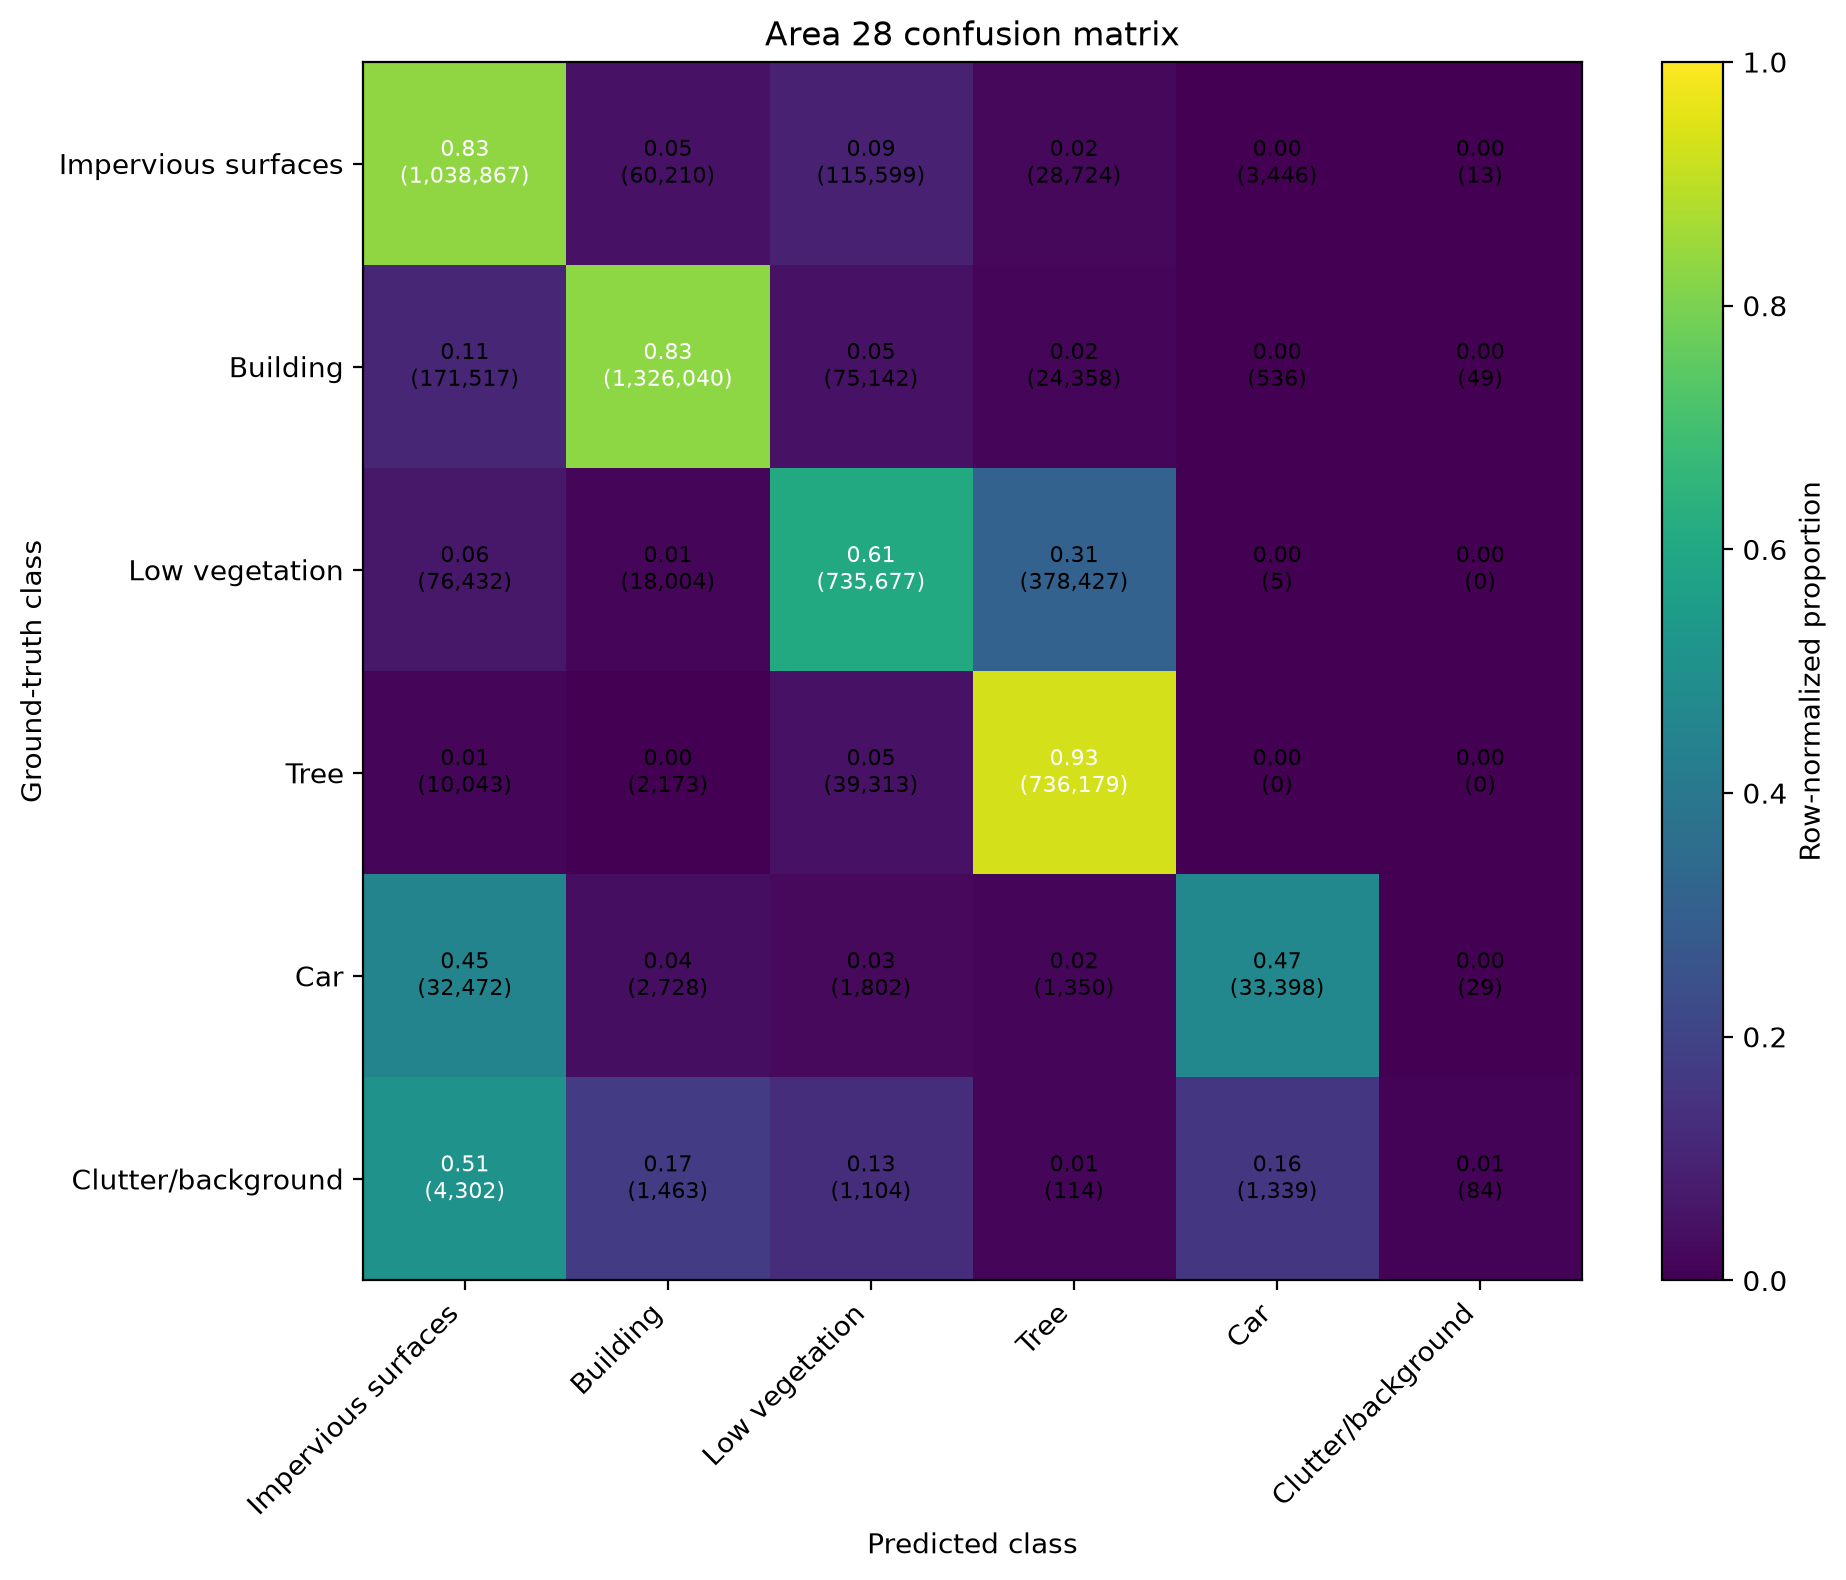 Area 28 confusion matrix
Impervious surfaces
0.83 0.05 0.09 0.02 0.00 0.00
(1,038,867) (60,210) (115,599) (28,724) (3,446) (13)
Building
0.11 0.83 0.05 0.02 0.00 0.00
(171,517) (1,326,040) (75,142) (24,358) (536) (49)
Low vegetation
0.06 0.01 0.61 0.31 0.00 0.00
(76,432) (18,004) (735,677) (378,427) (5) (0)
Tree
0.01 0.00 0.05 0.93 0.00 0.00
(10,043) (2,173) (39,313) (736,179) (0) (0)
Car
0.45 0.04 0.03 0.02 0.47 0.00
(32,472) (2,728) (1,802) (1,350) (33,398) (29)
Clutter/background
0.51 0.17 0.13 0.01 0.16 0.01
(4,302) (1,463) (1,104) (114) (1,339) (84)
Ground-truth class
Impervious surfaces
Building
Low vegetation
Tree
Car
Clutter/background
Predicted class
1.0
0.8
0.6
0.4
0.2
0.0
Row-normalized proportion